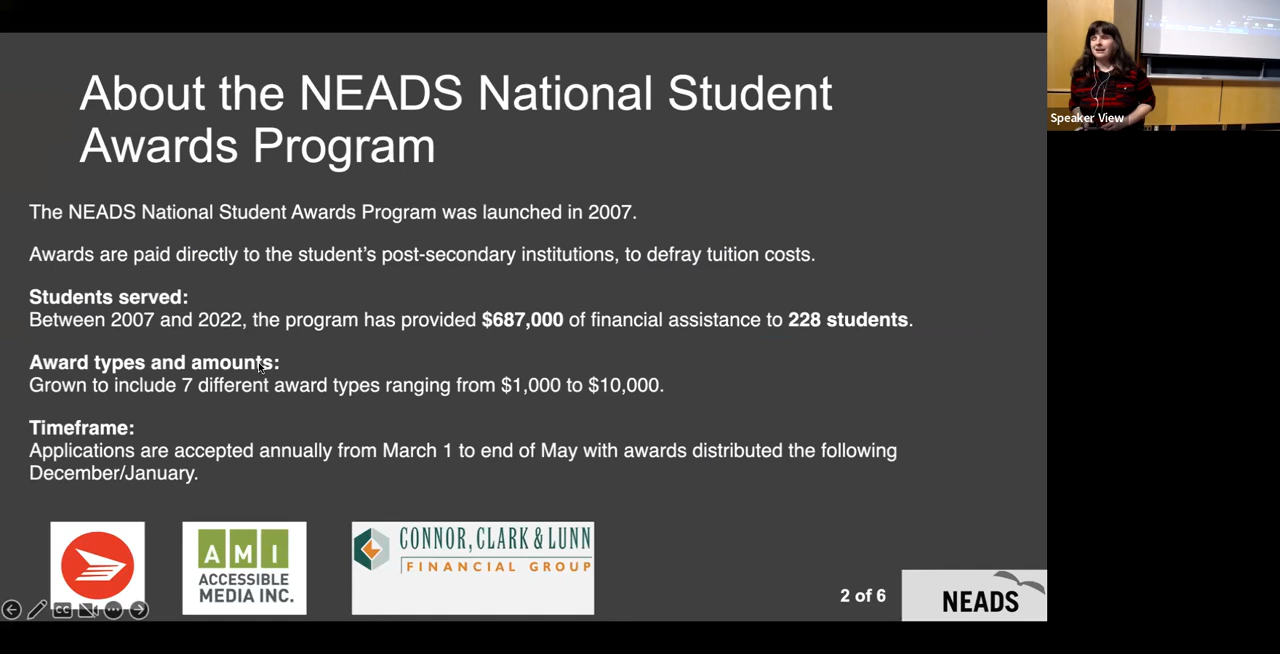 About the NEADS National Student
Awards Program
The NEADS National Student Awards Program was launched in 2007.
Awards are paid directly to the student’s post-secondary institutions, to defray tuition costs.
Students served:
Between 2007 and 2022, the program has provided $687,000 of financial assistance to 228 students.
Award types and amounts:
Grown to include 7 different award types ranging from $1,000 to $10,000.
Timeframe:
Applications are accepted annually from March 1 to end of May with awards distributed the following
December/January.
AMI
ACCESSIBLE
MEDIA INC.
CONNOR, CLARK & LUNN
FINANCIAL GROUP
2 of 6
NEADS
CC
Speaker View